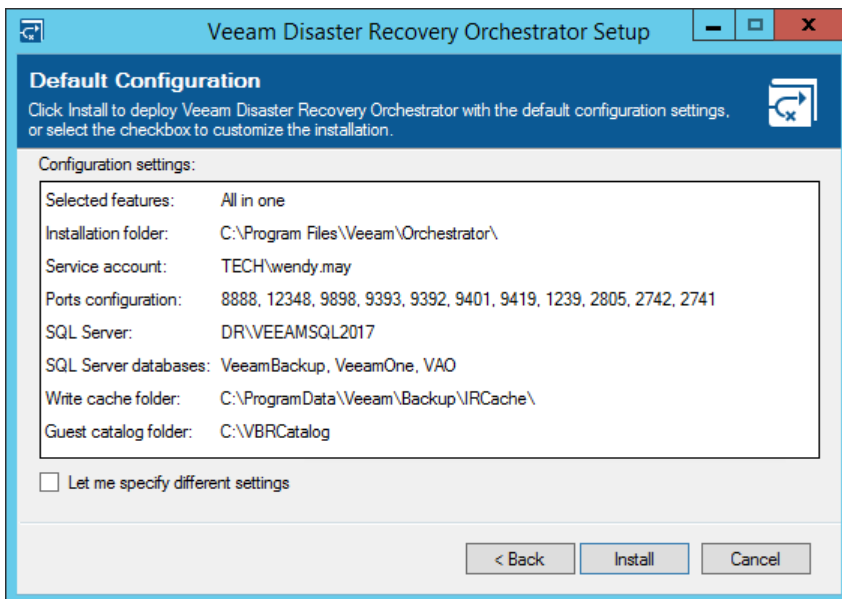 Veeam Disaster Recovery Orchestrator Setup
Default Configuration
Click Install to deploy Veeam Disaster Recovery Orchestrator with the default configuration settings,
or select the checkbox to customize the installation.
Configuration settings:
Selected features: All in one
Installation folder: C:\Program Files\Veeam\Orchestrator\
Service account: TECH\wendy.may
Ports configuration: 8888, 12348, 9898, 9393, 9392, 9401, 9419, 1239, 2805, 2742, 2741
SQL Server: DR\VEEAMSQL2017
SQL Server databases: VeeamBackup, VeeamOne, VAO
Write cache folder: C:\ProgramData\Veeam\Backup\IRCache\
Guest catalog folder: C:\VBRCatalog
Let me specify different settings
< Back Install Cancel